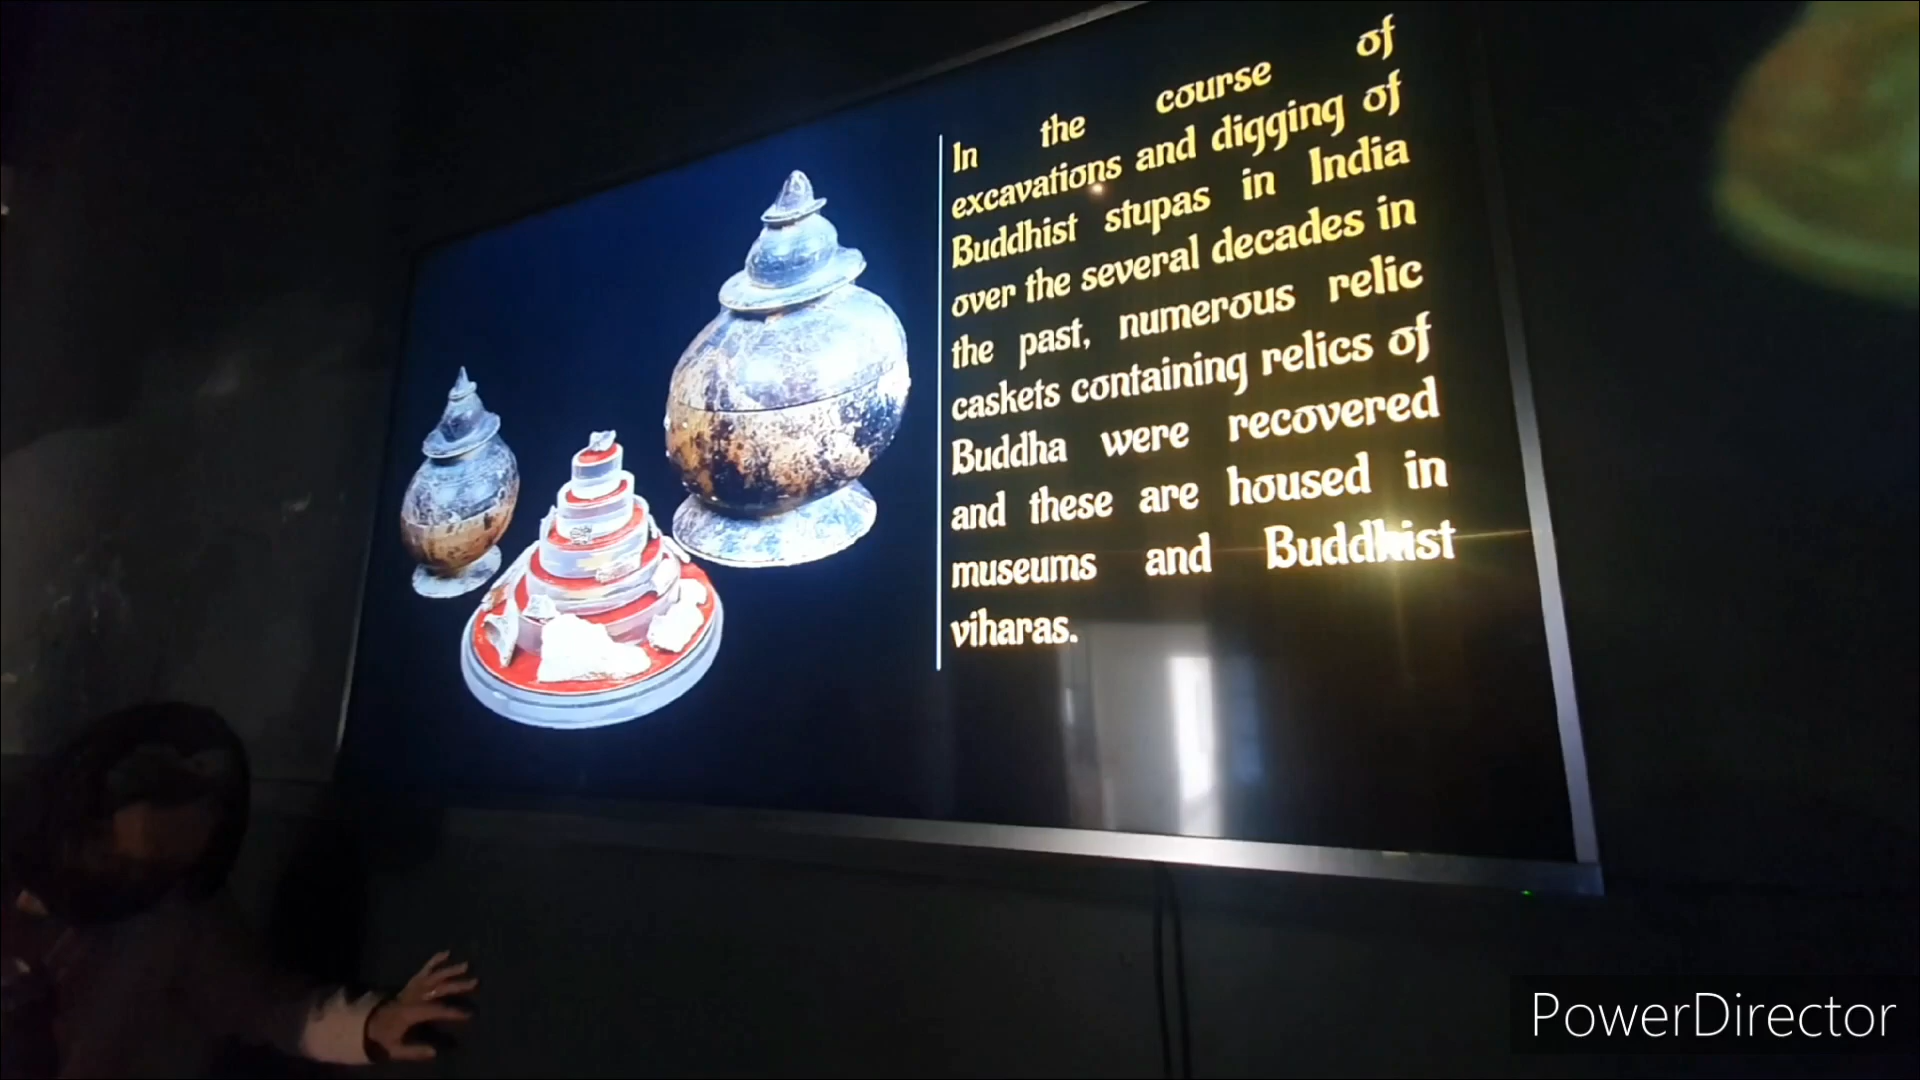 In the course of
excavations and digging of
Buddhist stupas in India
over the several decades in
the past, numerous relic
caskets containing relics of
Buddha were recovered
and these are housed in
museums and Buddhist
viharas.
PowerDirector